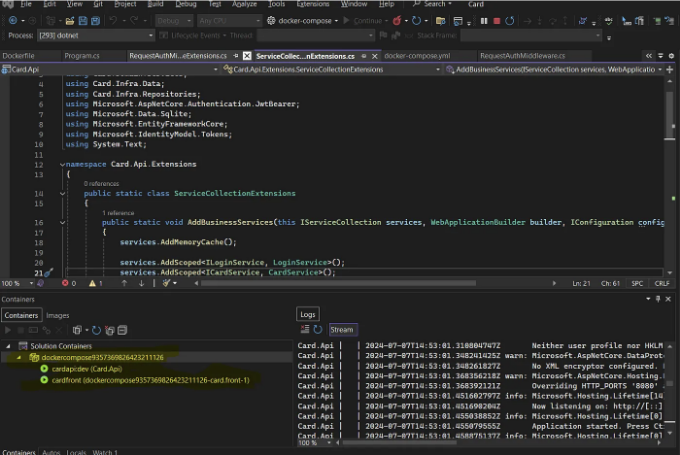 File Edit View Git Project Build Debug Test Analyze Tools Extensions Window Help Search Card
Debug Any CPU docker-compose Continue
Process: [293] dotnet Lifecycle Events Thread: Stack Frame:
Dockerfile Program.cs RequestAuthMi...eExtensions.cs ServiceCollec...nExtensions.cs docker-compose.yml RequestAuthMiddleware.cs
Card.Api Card.Api.Extensions.ServiceCollectionExtensions AddBusinessServices(IServiceCollection services, WebApplicatio
4 using Card.Infra.Data;
5 using Card.Infra.Repositories;
6 using Microsoft.AspNetCore.Authentication.JwtBearer;
7 using Microsoft.Data.Sqlite;
8 using Microsoft.EntityFrameworkCore;
9 using Microsoft.IdentityModel.Tokens;
10 using System.Text;
11
12 namespace Card.Api.Extensions
13 {
0 references
14 public static class ServiceCollectionExtensions
15 {
1 reference
16 public static void AddBusinessServices(this IServiceCollection services, WebApplicationBuilder builder, IConfiguration config
17 {
18 services.AddMemoryCache();
19
20 services.AddScoped<ILoginService, LoginService>();
21 services.AddScoped<ICardService, CardService>();
100 % 0 1 Ln: 21 Ch: 61 SPC CRLF
Containers
Containers Images
Solution Containers
dockercompose9357369826423211126
cardapi:dev (Card.Api)
cardfront (dockercompose9357369826423211126-card.front-1)
Logs
Stream
Card.Api | | 2024-07-07T14:53:01.310804747Z Neither user profile nor HKLM
Card.Api | | 2024-07-07T14:53:01.348241425Z warn: Microsoft.AspNetCore.DataProte
Card.Api | | 2024-07-07T14:53:01.348261827Z No XML encryptor configured.
Card.Api | | 2024-07-07T14:53:01.368356218Z warn: Microsoft.AspNetCore.Hosting.
Card.Api | | 2024-07-07T14:53:01.368392121Z Overriding HTTP_PORTS '8080'
Card.Api | | 2024-07-07T14:53:01.451602797Z info: Microsoft.Hosting.Lifetime[14
Card.Api | | 2024-07-07T14:53:01.451690204Z Now listening on: http://[::]
Card.Api | | 2024-07-07T14:53:01.455038852Z info: Microsoft.Hosting.Lifetime[0]
Card.Api | | 2024-07-07T14:53:01.455079555Z Application started. Press Ct
Card.Api | | 2024-07-07T14:53:01.458875137Z info: Microsoft.Hosting.Lifetime[0]
100 %
Containers Autos Locals Watch 1